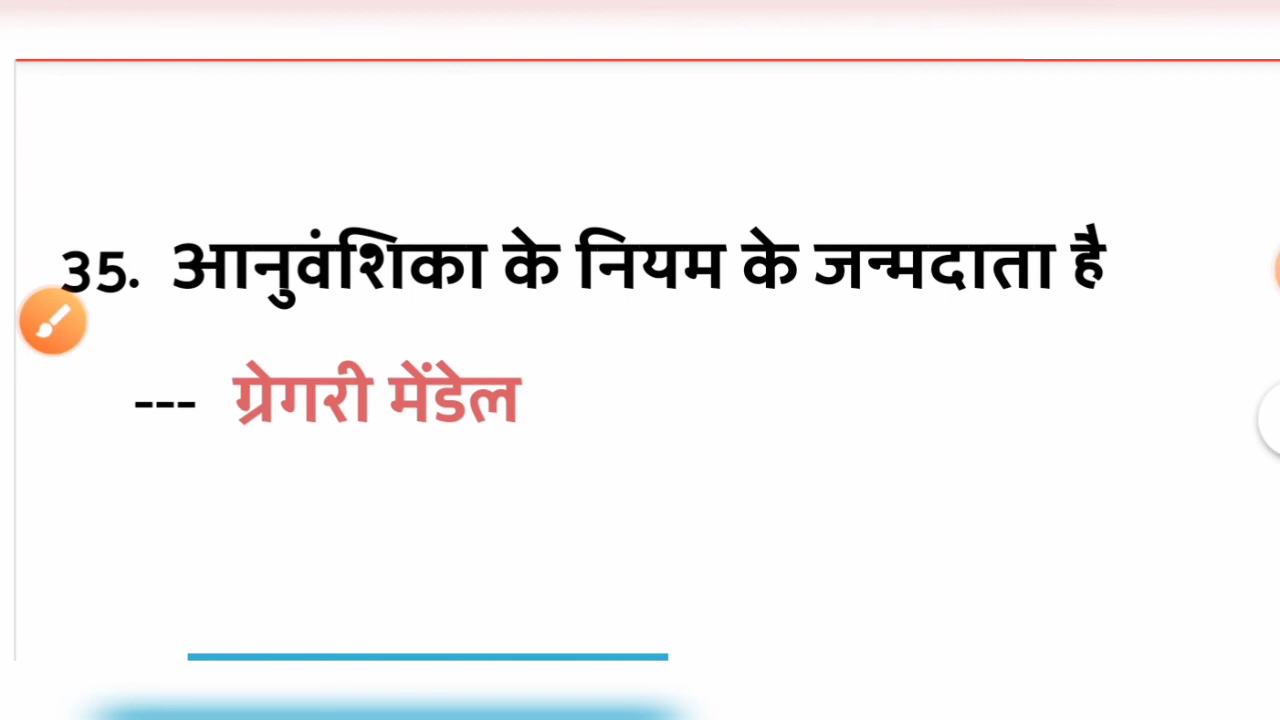 35. आनुवंशिका के नियम के जन्मदाता है
--- ग्रेगरी मेंडेल